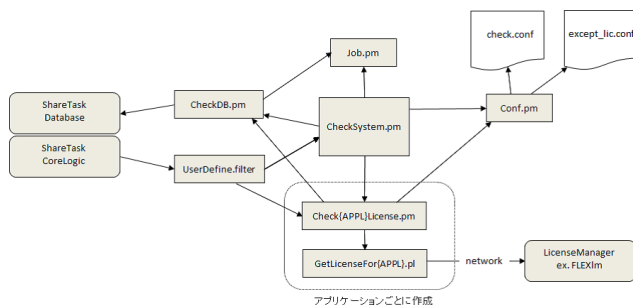 check.conf
except_lic.conf
Job.pm
CheckDB.pm
ShareTask
Database
CheckSystem.pm
Conf.pm
ShareTask
CoreLogic
UserDefine.filter
Check{APPL}License.pm
GetLicenseFor{APPL}.pl
network
LicenseManager
ex. FLEXlm
アプリケーションごとに作成